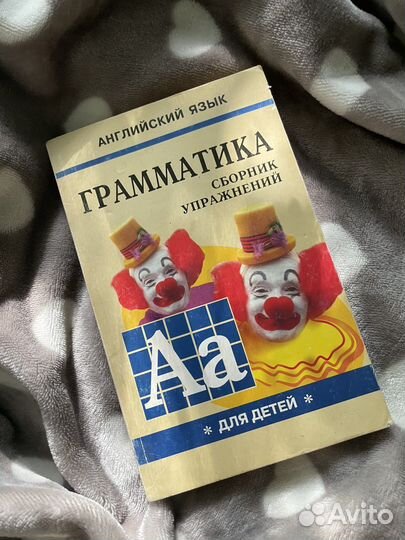 АНГЛИЙСКИЙ ЯЗЫК
ГРАММАТИКА
СБОРНИК
УПРАЖНЕНИЙ
Aa
* ДЛЯ ДЕТЕЙ *
Avito